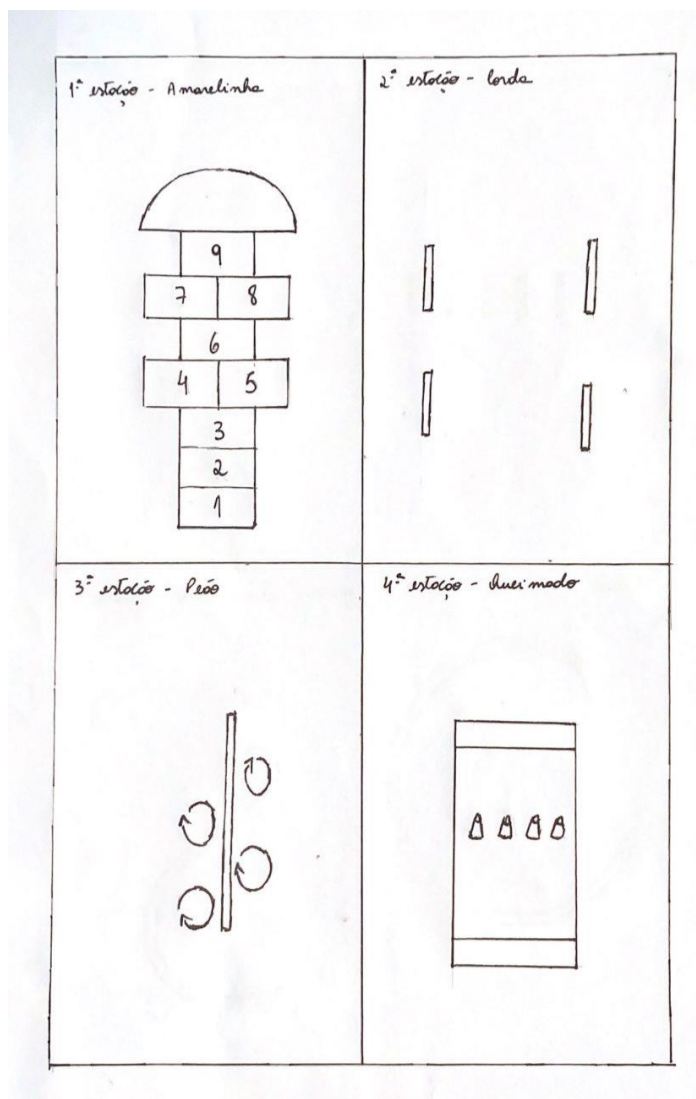 1ª estação - Amarelinha
9
7 8
6
4 5
3
2
1
2ª estação - Corda
3ª estação - Peão
4ª estação - Queimado